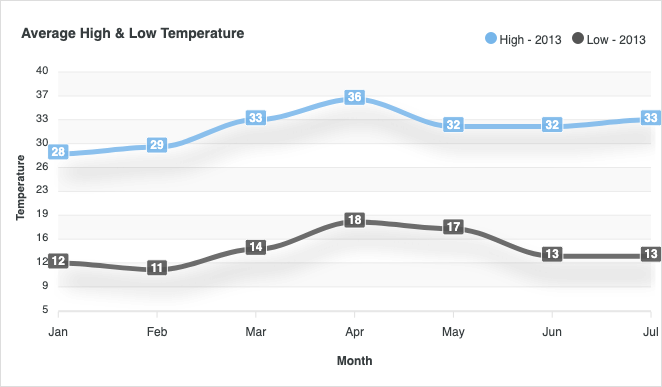 Average High & Low Temperature
High - 2013
Low - 2013
40
37
33
30
26
23
19
16
12
9
5
Temperature
28
29
33
36
32
32
33
12
11
14
18
17
13
13
Jan
Feb
Mar
Apr
May
Jun
Jul
Month